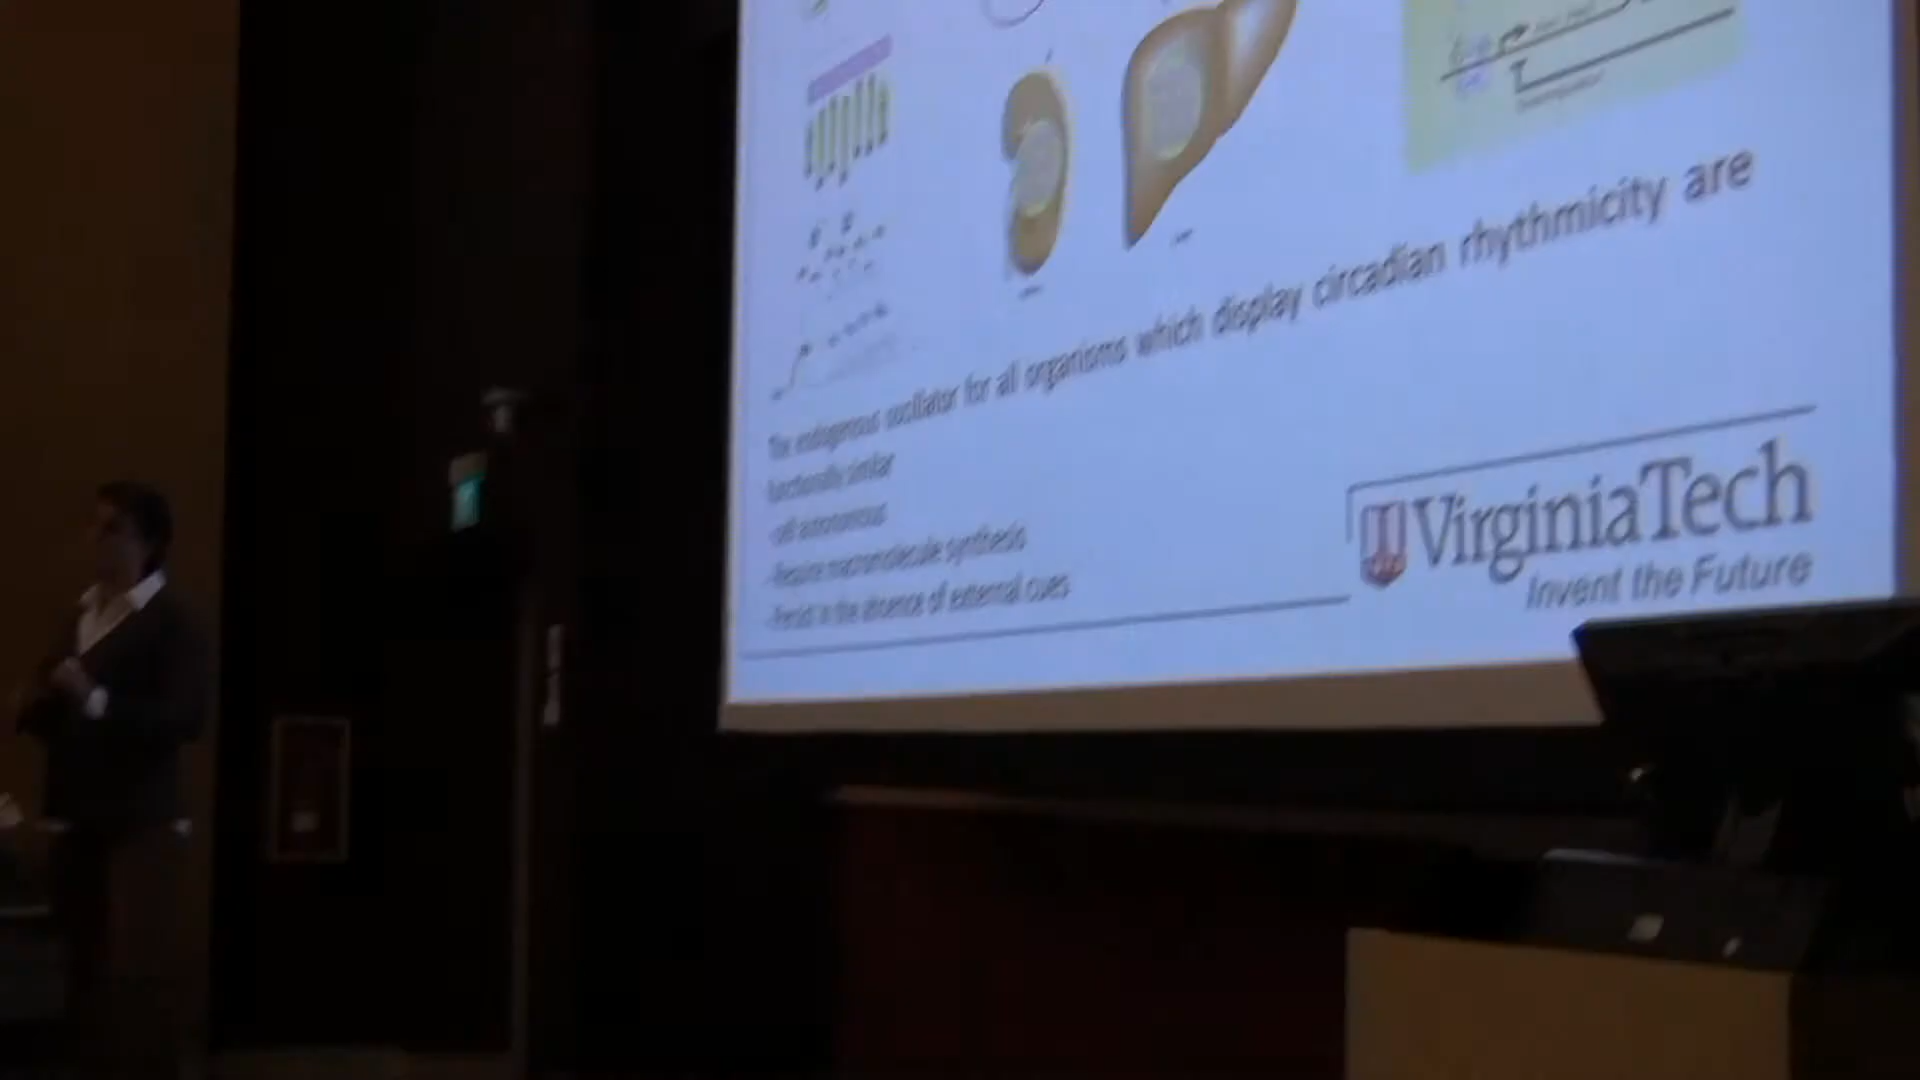 The endogenous oscillator for all organisms which display circadian rhythmicity are
functionally similar
-cell autonomous
-Require macromolecule synthesis
-Persist in the absence of external cues
VirginiaTech
Invent the Future